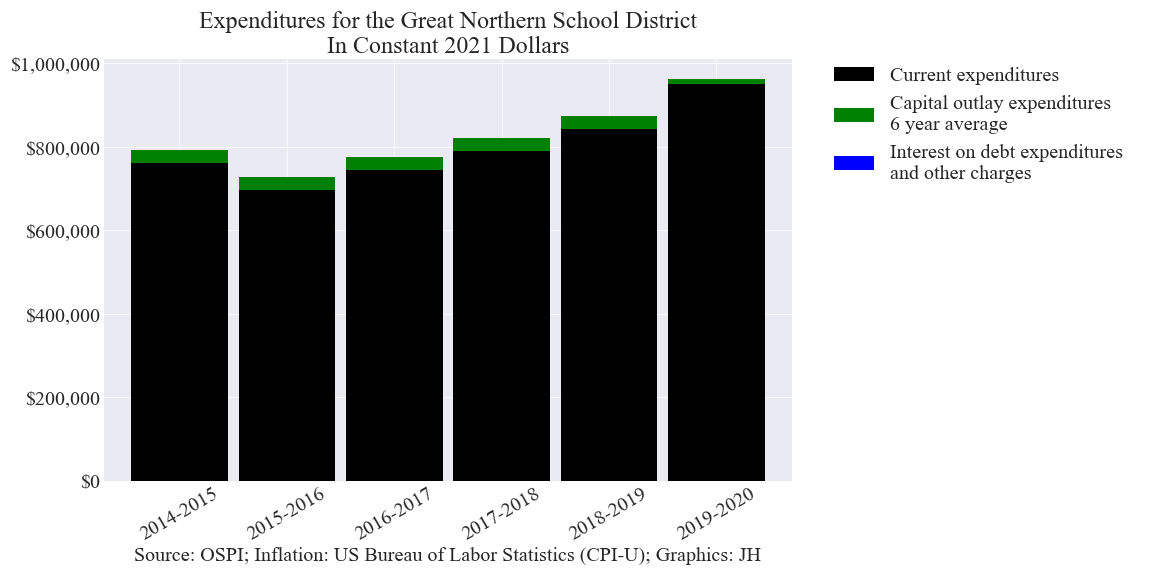 Expenditures for the Great Northern School District
In Constant 2021 Dollars
$1,000,000
$800,000
$600,000
$400,000
$200,000
$0
2014-2015
2015-2016
2016-2017
2017-2018
2018-2019
2019-2020
Current expenditures
Capital outlay expenditures
6 year average
Interest on debt expenditures
and other charges
Source: OSPI; Inflation: US Bureau of Labor Statistics (CPI-U); Graphics: JH